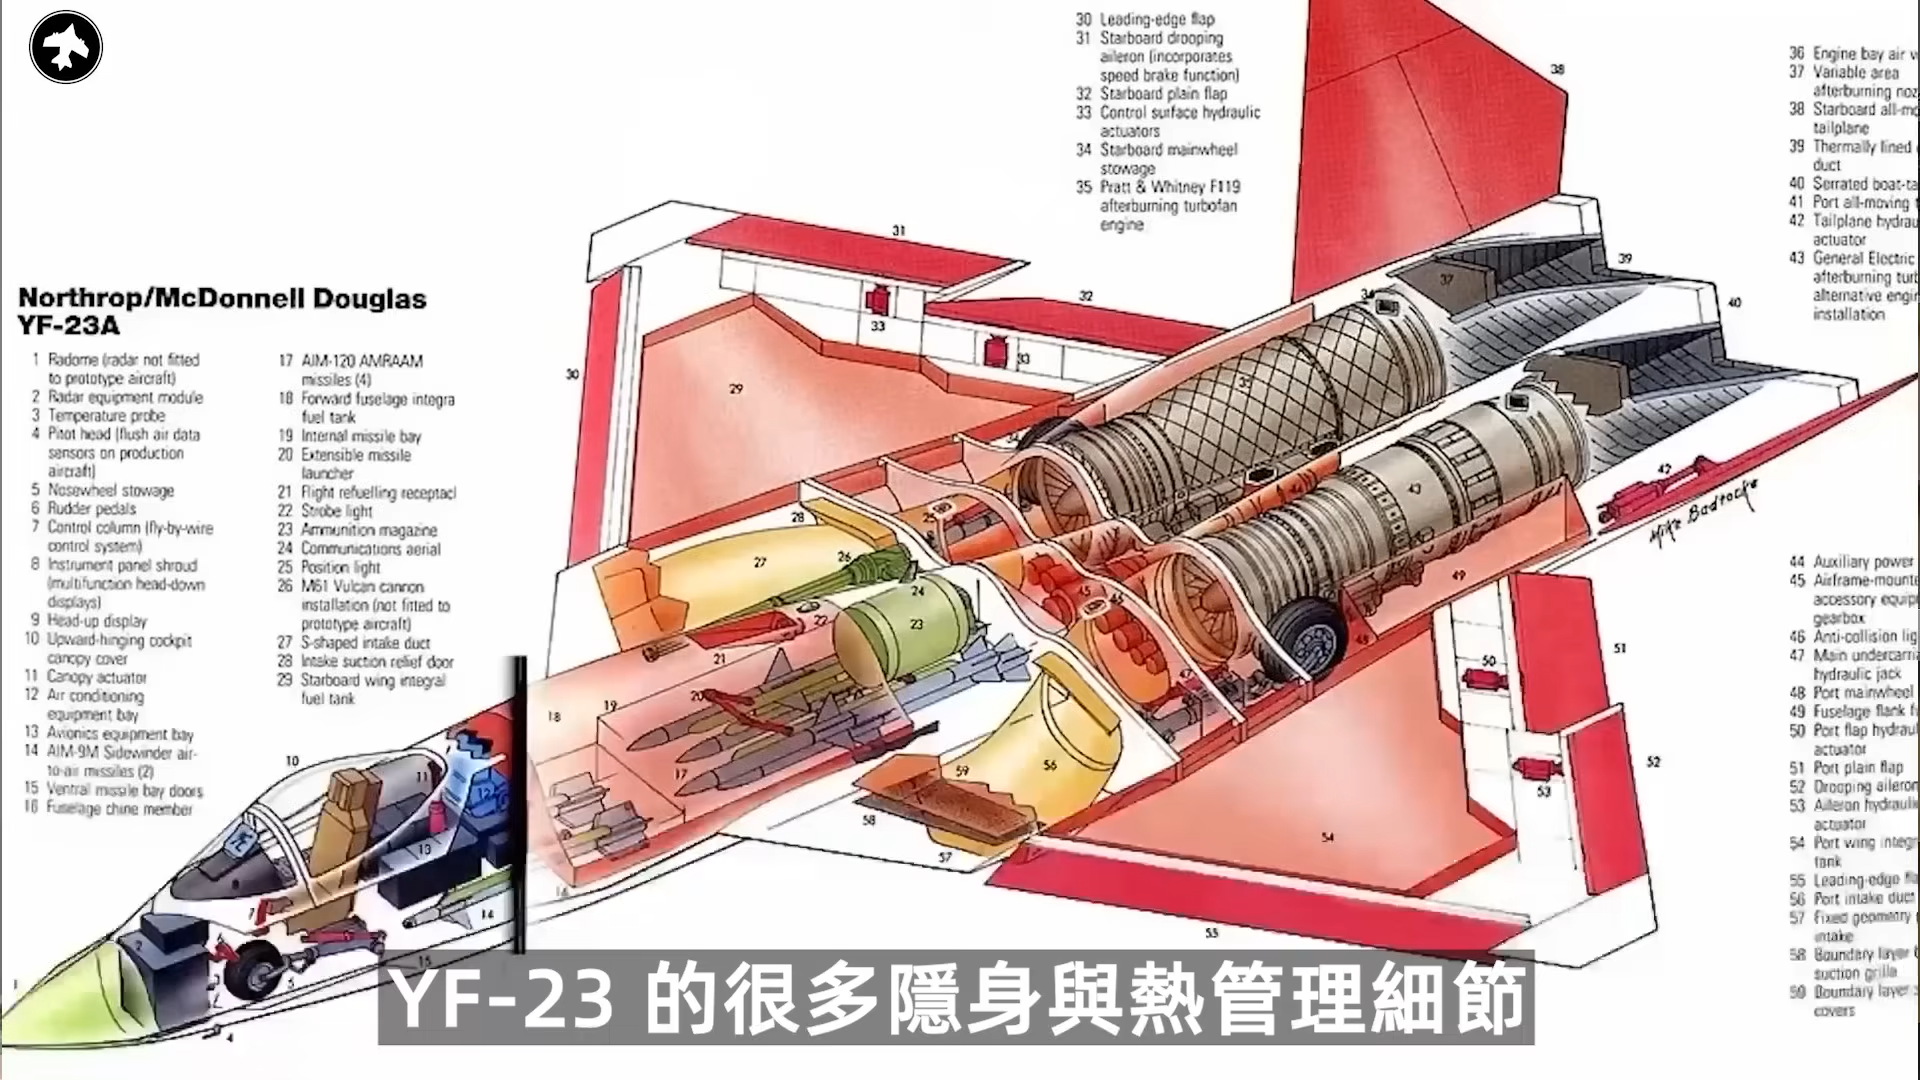 Northrop/McDonnell Douglas
YF-23A
1 Radome (radar not fitted
to prototype aircraft)
2 Radar equipment module
3 Temperature probe
4 Pitot head (flush air data
sensors on production
aircraft)
5 Nosewheel stowage
6 Rudder pedals
7 Control column (fly-by-wire
control system)
8 Instrument panel shroud
(multifunction head-down
displays)
9 Head-up display
10 Upward-hinging cockpit
canopy cover
11 Canopy actuator
12 Air conditioning
equipment bay
13 Avionics equipment bay
14 AIM-9M Sidewinder air-
to-air missiles (2)
15 Ventral missile bay doors
16 Fuselage chine member
17 AIM-120 AMRAAM
missiles (4)
18 Forward fuselage integra
fuel tank
19 Internal missile bay
20 Extensible missile
launcher
21 Flight refuelling receptacl
22 Strobe light
23 Ammunition magazine
24 Communications aerial
25 Position light
26 M61 Vulcan cannon
installation (not fitted to
prototype aircraft)
27 S-shaped intake duct
28 Intake suction relief door
29 Starboard wing integral
fuel tank
30 Leading-edge flap
31 Starboard drooping
aileron (incorporates
speed brake function)
32 Starboard plain flap
33 Control surface hydraulic
actuators
34 Starboard mainwheel
stowage
35 Pratt & Whitney F119
afterburning turbofan
engine
36 Engine bay air v
37 Variable area
afterburning noz
38 Starboard all-mo
tailplane
39 Thermally lined
duct
40 Serrated boat-ta
41 Port all-moving t
42 Tailplane hydrau
actuator
43 General Electric
afterburning turb
alternative engin
installation
44 Auxiliary power
45 Airframe-mounte
accessory equip
gearbox
46 Anti-collision lig
47 Main undercarri
hydraulic jack
48 Port mainwheel
49 Fuselage flank f
50 Port flap hydraul
actuator
51 Port plain flap
52 Drooping aileron
53 Aileron hydraulic
actuator
54 Port wing integr
tank
55 Leading-edge fla
56 Port intake duct
57 Fixed geometry
intake
58 Boundary layer
suction grille
59 Boundary layer
covers
Mike Badrocke
YF-23 的很多隱身與熱管理細節